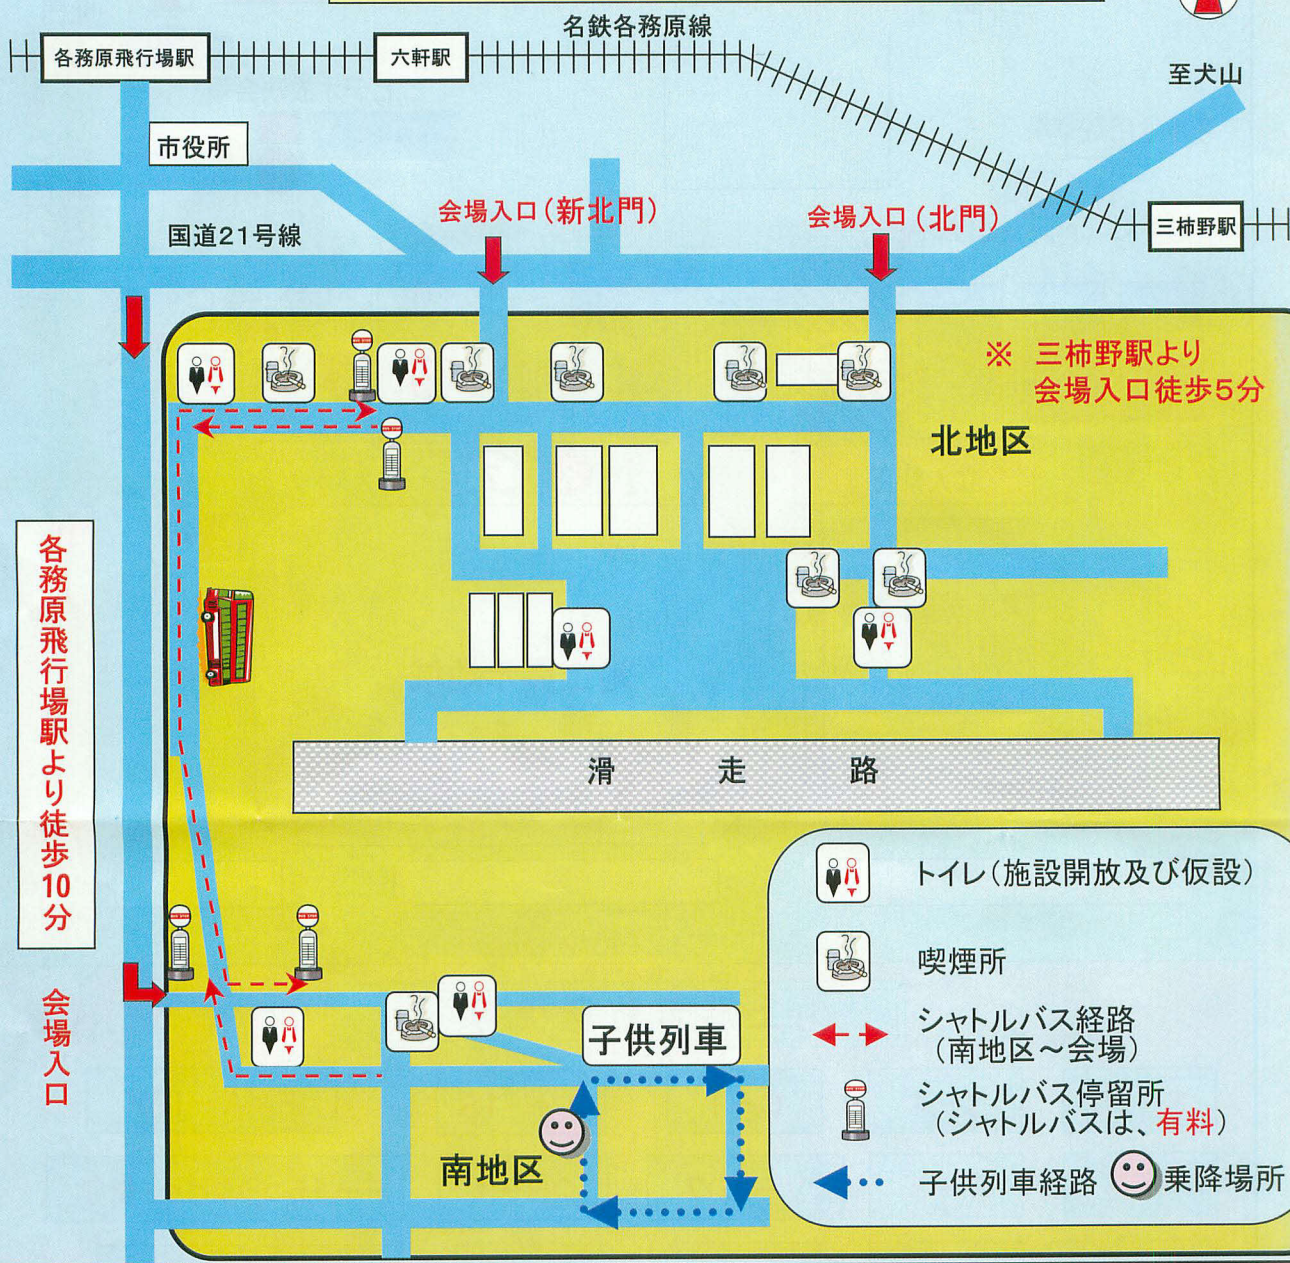 名鉄各務原線
各務原飛行場駅
六軒駅
至犬山
市役所
会場入口(新北門)
会場入口(北門)
三柿野駅
国道21号線
※ 三柿野駅より
会場入口徒歩5分
北地区
各務原飛行場駅より徒歩10分
滑走路
トイレ(施設開放及び仮設)
喫煙所
シャトルバス経路
(南地区~会場)
シャトルバス停留所
(シャトルバスは、有料)
子供列車経路
乗降場所
会場入口
子供列車
南地区